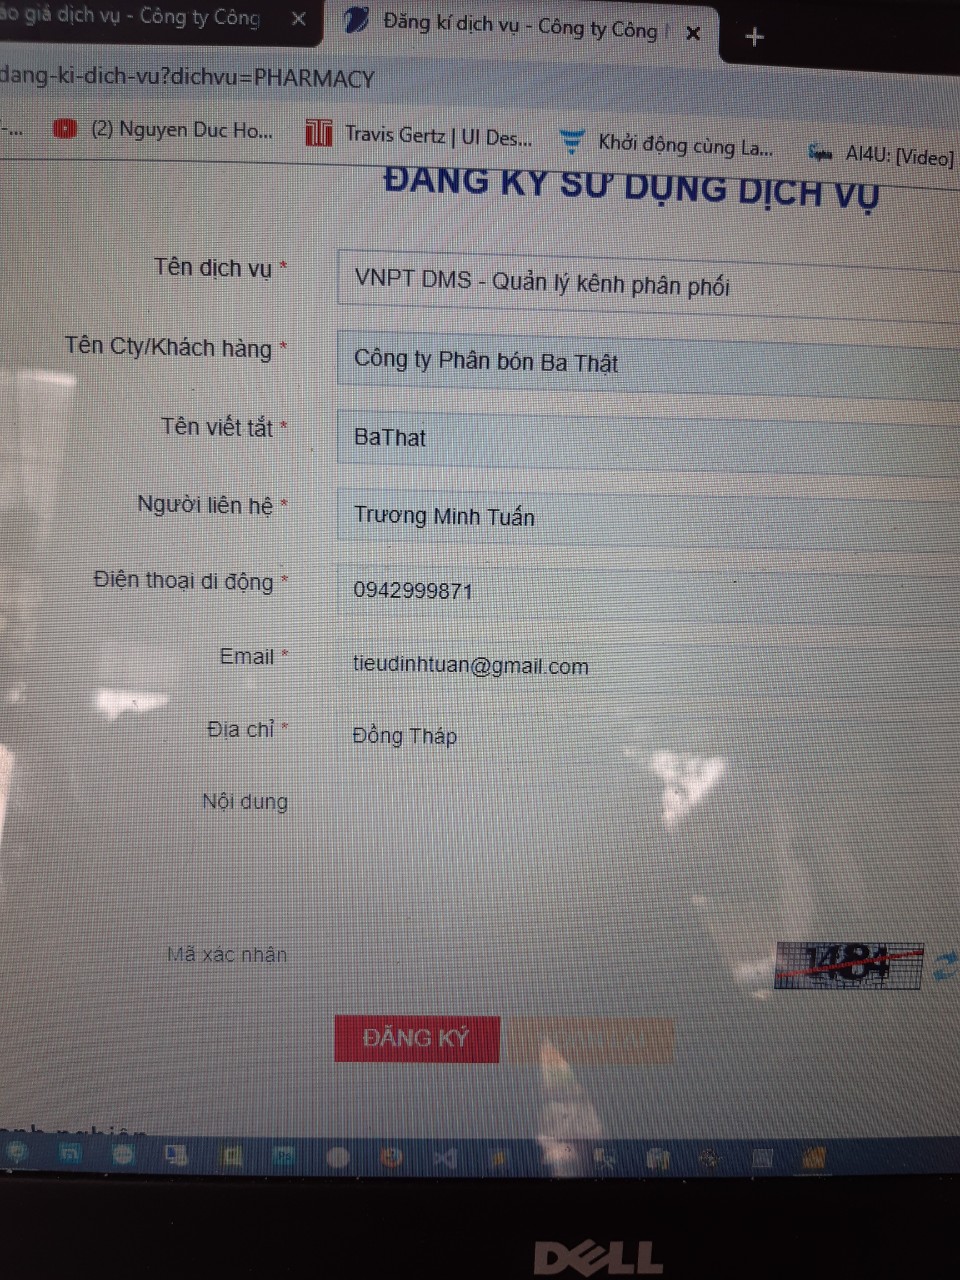 áo giá dịch vụ - Công ty Công
Đăng kí dịch vụ - Công ty Công
dang-ki-dich-vu?dichvu=PHARMACY
(2) Nguyen Duc Ho...
Travis Gertz | UI Des...
Khởi động cùng La...
AI4U: [Video]
ĐĂNG KÝ SỬ DỤNG DỊCH VỤ
Tên dịch vụ *
VNPT DMS - Quản lý kênh phân phối
Tên Cty/Khách hàng *
Công ty Phân bón Ba Thật
Tên viết tắt *
BaThat
Người liên hệ *
Trương Minh Tuấn
Điện thoại di động *
0942999871
Email *
tieudinhtuan@gmail.com
Địa chỉ *
Đồng Tháp
Nội dung
Mã xác nhận
1484
ĐĂNG KÝ
DELL